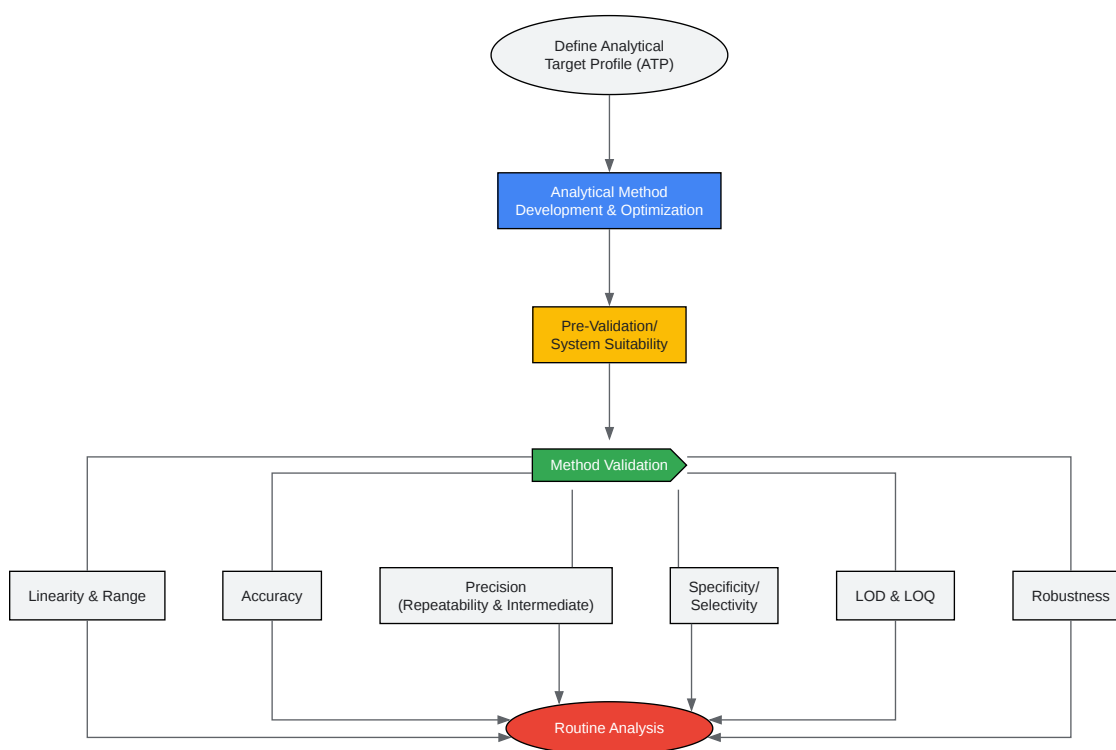 Define Analytical
Target Profile (ATP)
Analytical Method
Development & Optimization
Pre-Validation/
System Suitability
Method Validation
Linearity & Range
Accuracy
Precision
(Repeatability & Intermediate)
Specificity/
Selectivity
LOD & LOQ
Robustness
Routine Analysis